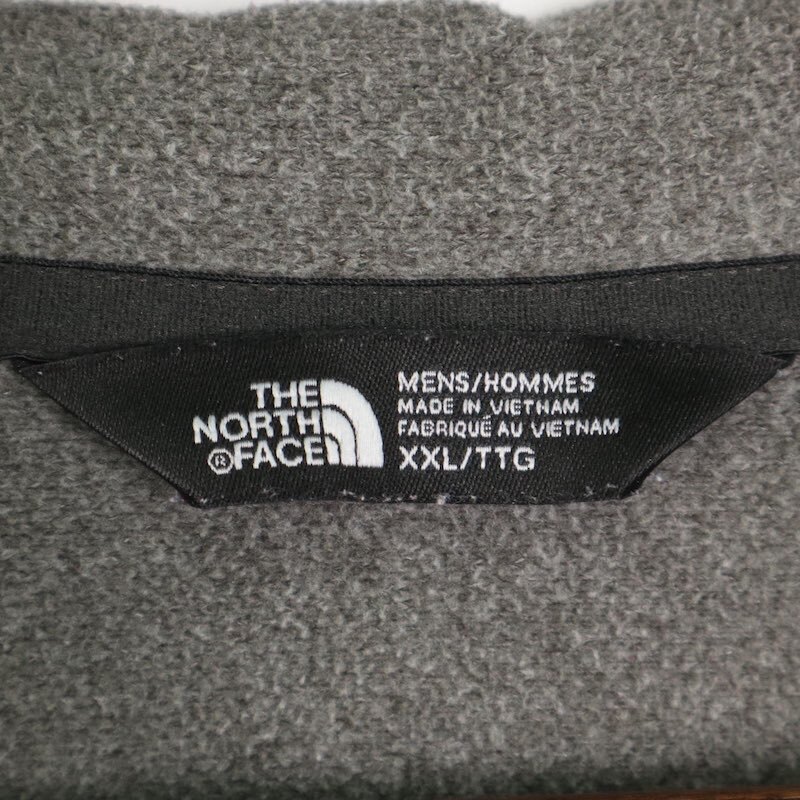 THE
NORTH
®FACE
MENS/HOMMES
MADE IN VIETNAM
FABRIQUÉ AU VIETNAM
XXL/TTG